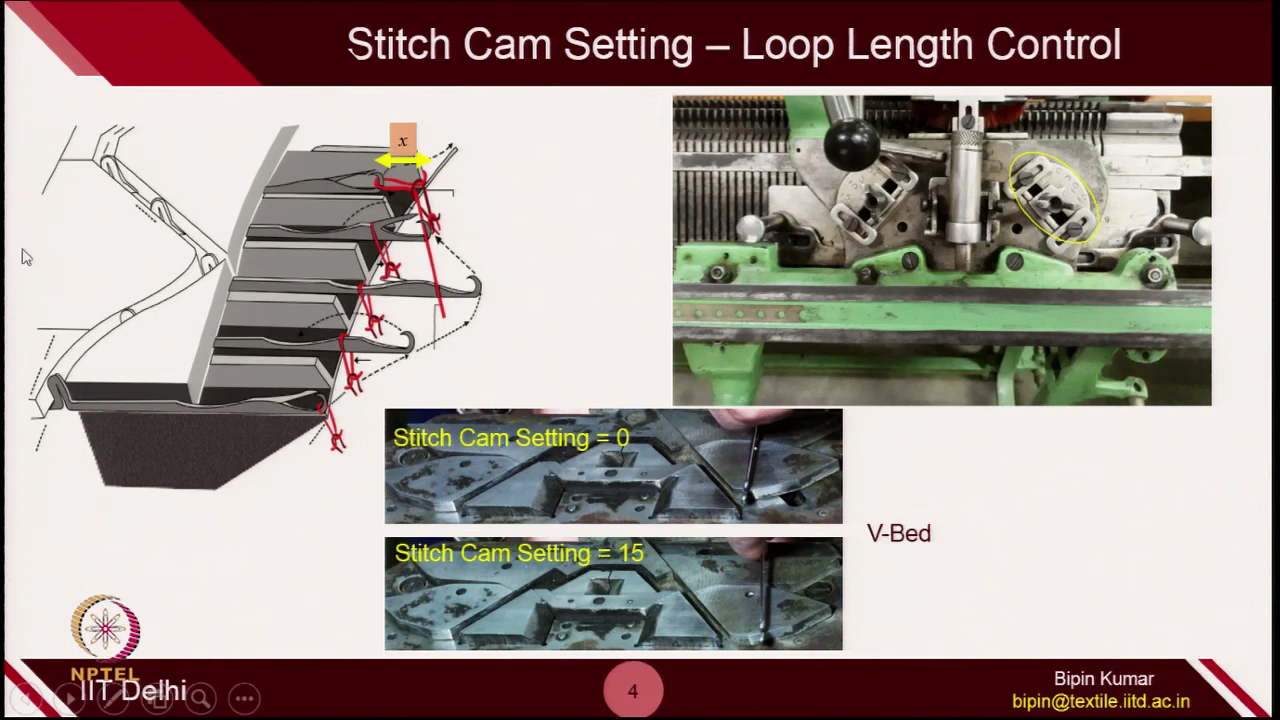 Stitch Cam Setting – Loop Length Control
x
Stitch Cam Setting = 0
Stitch Cam Setting = 15
V-Bed
NPTEL
IIT Delhi
4
Bipin Kumar
bipin@textile.iitd.ac.in